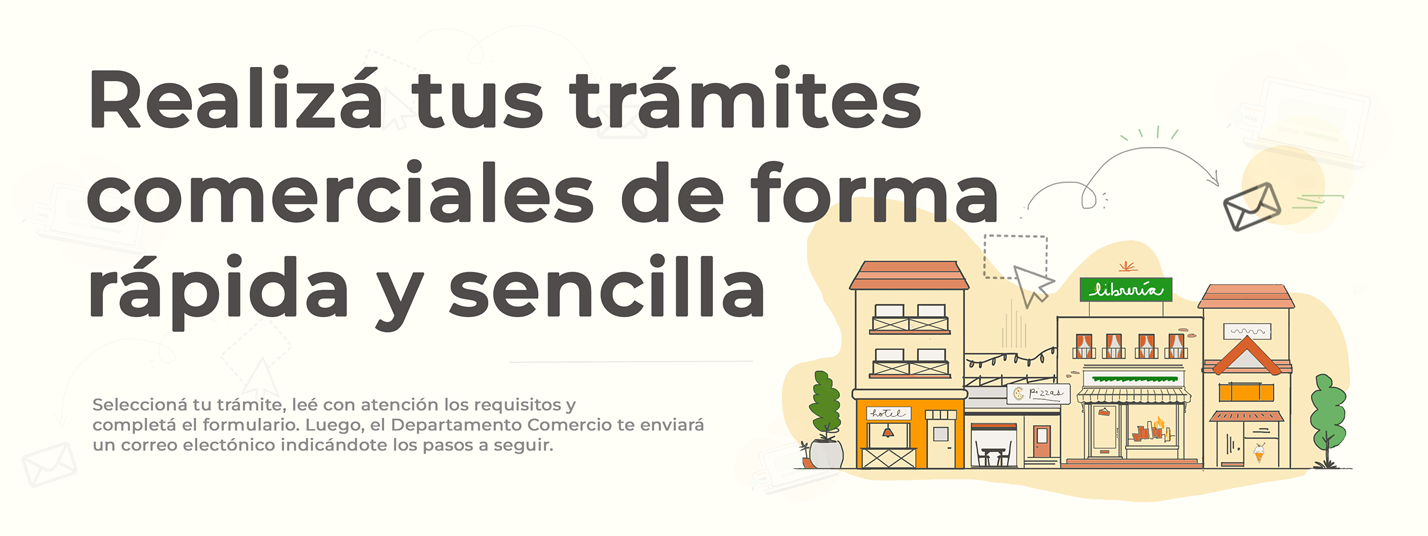 Realizá tus trámites
comerciales de forma
rápida y sencilla
Seleccioná tu trámite, leé con atención los requisitos y
completá el formulario. Luego, el Departamento Comercio te enviará
un correo electónico indicándote los pasos a seguir.
librería
Pizzas
hotel